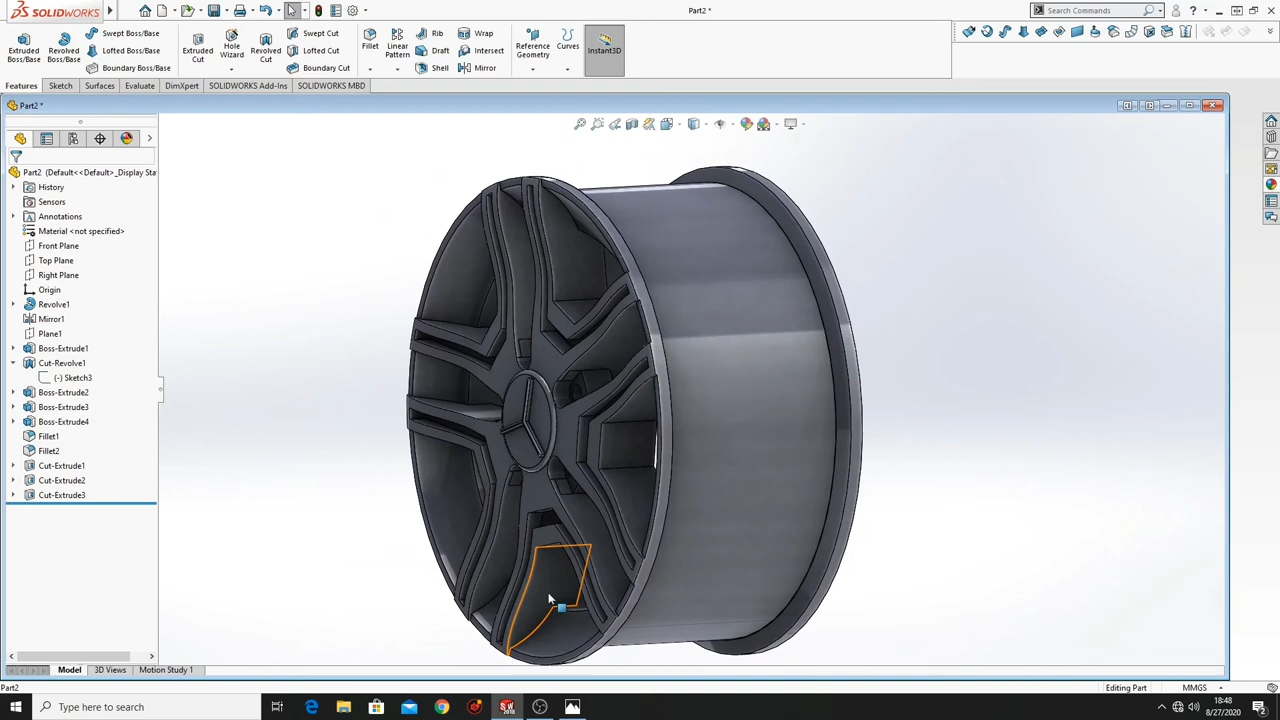 SOLIDWORKS
Part2 *
Search Commands
Extruded Boss/Base
Revolved Boss/Base
Swept Boss/Base
Lofted Boss/Base
Boundary Boss/Base
Extruded Cut
Hole Wizard
Revolved Cut
Swept Cut
Lofted Cut
Boundary Cut
Fillet
Linear Pattern
Rib
Draft
Shell
Wrap
Intersect
Mirror
Reference Geometry
Curves
Instant3D
Features
Sketch
Surfaces
Evaluate
DimXpert
SOLIDWORKS Add-Ins
SOLIDWORKS MBD
Part2 *
Part2 (Default<<Default>_Display Sta
History
Sensors
Annotations
Material <not specified>
Front Plane
Top Plane
Right Plane
Origin
Revolve1
Mirror1
Plane1
Boss-Extrude1
Cut-Revolve1
(-) Sketch3
Boss-Extrude2
Boss-Extrude3
Boss-Extrude4
Fillet1
Fillet2
Cut-Extrude1
Cut-Extrude2
Cut-Extrude3
Model
3D Views
Motion Study 1
Part2
Editing Part
MMGS
Type here to search
18:48
8/27/2020